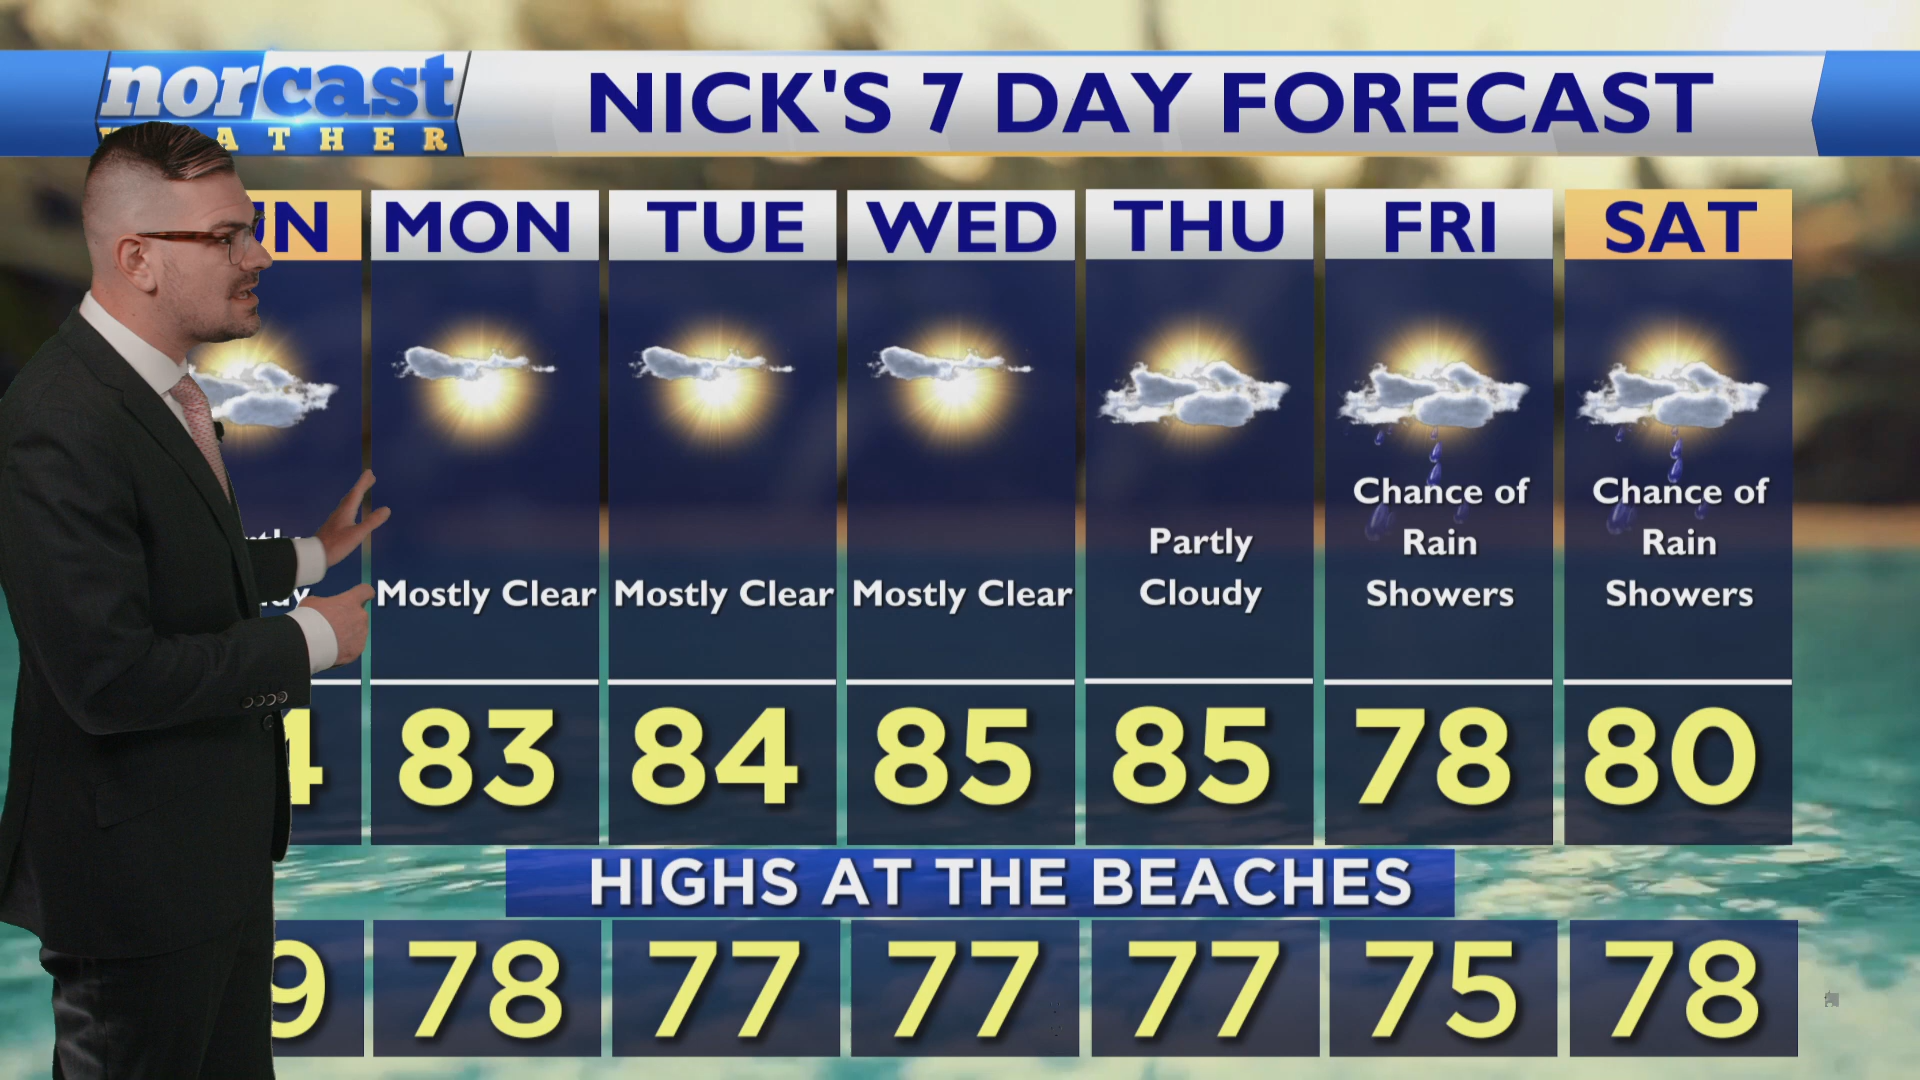 norcast
NICK'S 7 DAY FORECAST
MON TUE WED THU FRI SAT
Mostly Clear
Mostly Clear
Mostly Clear
Partly
Cloudy
Chance of
Rain
Showers
Chance of
Rain
Showers
83 84 85 85 78 80
HIGHS AT THE BEACHES
78 77 77 77 75 78